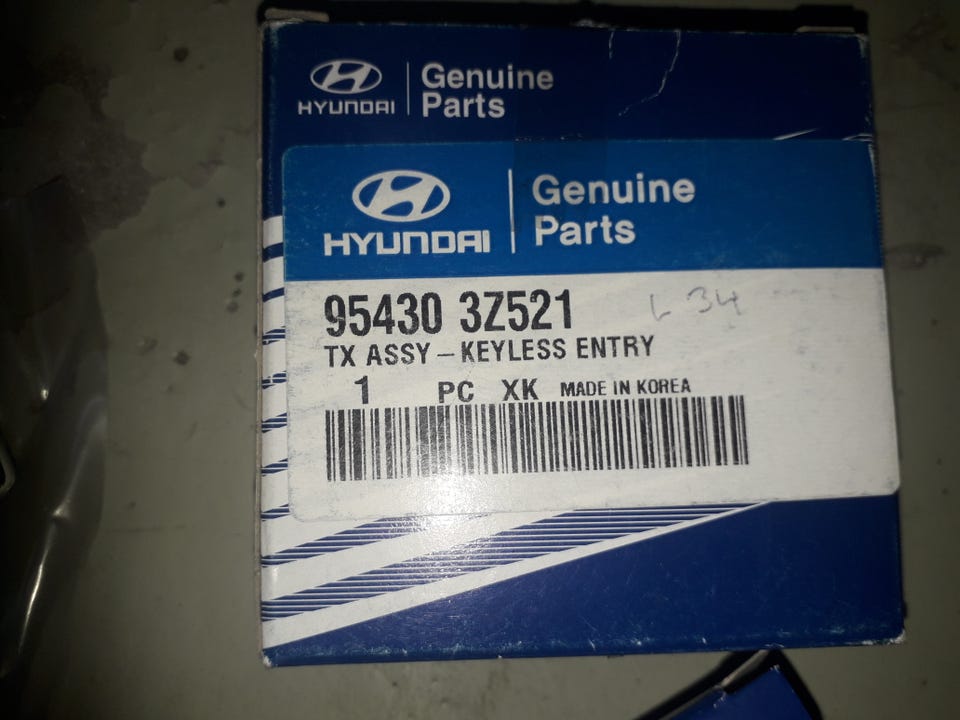 HYUNDAI
Genuine
Parts
HYUNDAI
Genuine
Parts
95430 3Z521
L 34
TX ASSY – KEYLESS ENTRY
1 PC XK MADE IN KOREA